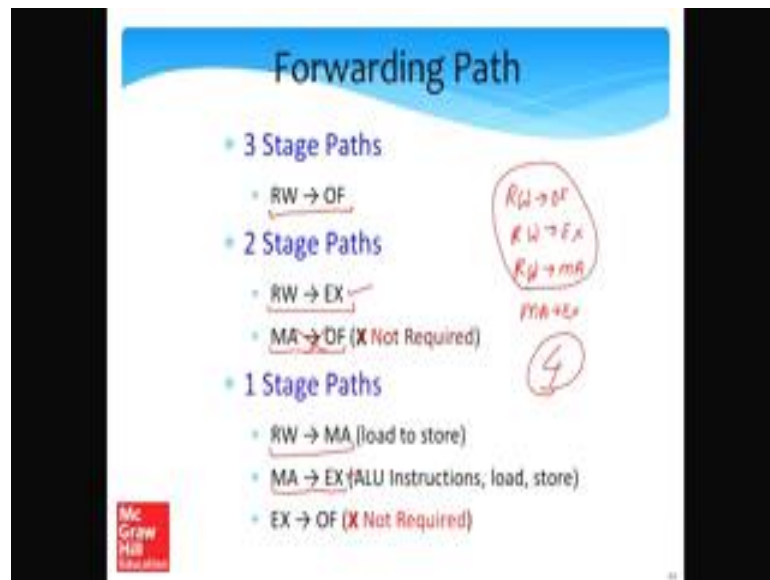 Forwarding Path
3 Stage Paths
RW → OF
2 Stage Paths
RW → EX
MA → OF (X Not Required)
1 Stage Paths
RW → MA (load to store)
MA → EX (ALU Instructions, load, store)
EX → OF (X Not Required)
RW → OF
RW → EX
RW → MA
MA → EX
4
Mc
Graw
Hill
Education